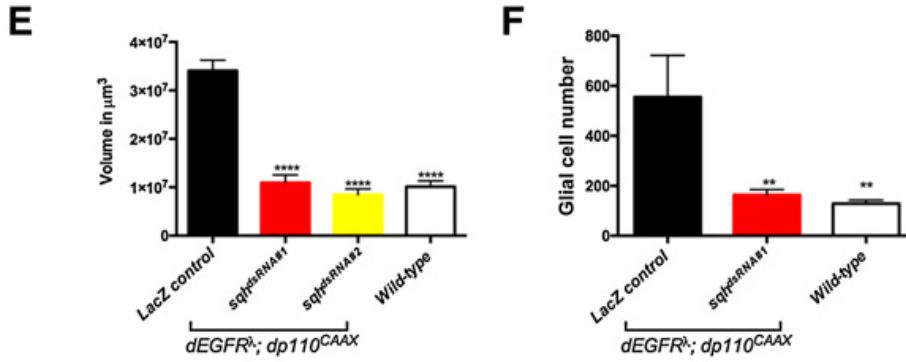 E
4×10⁷
3×10⁷
2×10⁷
1×10⁷
0
Volume in μm³
****
****
****
LacZ control
sqh^dsRNA#1
sqh^dsRNA#2
Wild-type
dEGFR^λ; dp110^CAAX
F
800
600
400
200
0
Glial cell number
**
**
LacZ control
sqh^dsRNA#1
Wild-type
dEGFR^λ; dp110^CAAX